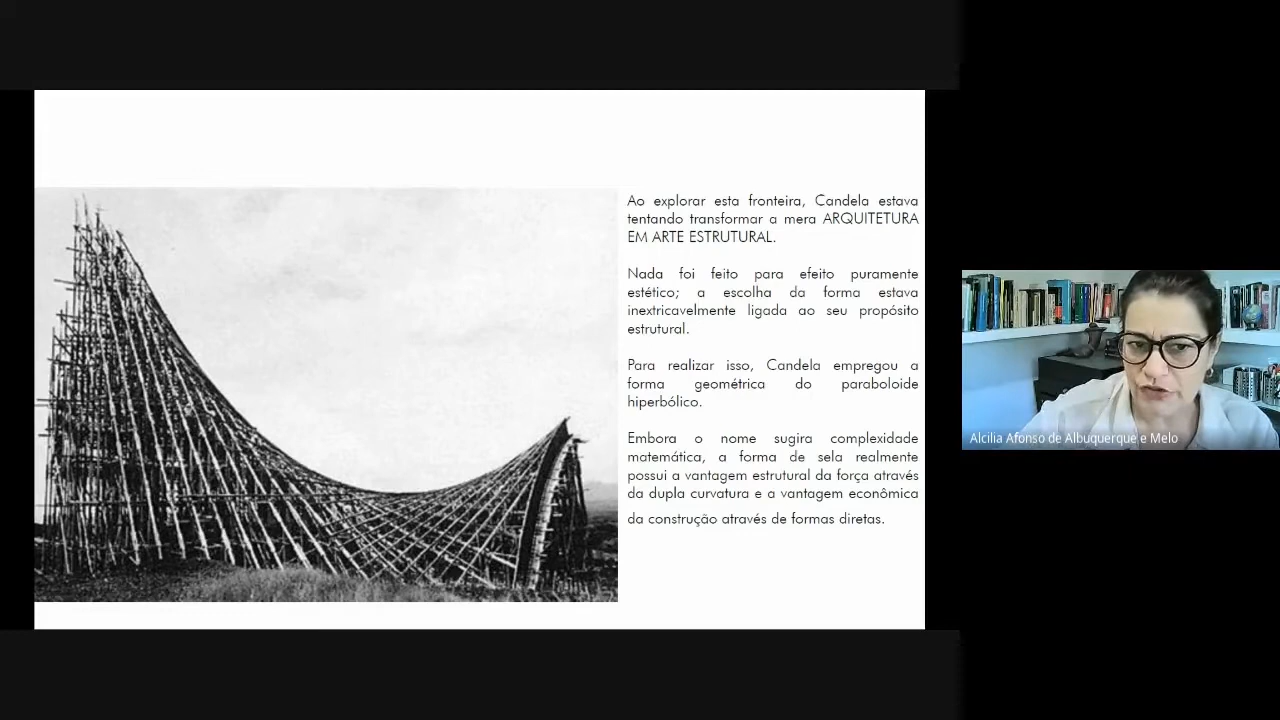 Ao explorar esta fronteira, Candela estava
tentando transformar a mera ARQUITETURA
EM ARTE ESTRUTURAL.
Nada foi feito para efeito puramente
estético; a escolha da forma estava
inextricavelmente ligada ao seu propósito
estrutural.
Para realizar isso, Candela empregou a
forma geométrica do paraboloide
hiperbólico.
Embora o nome sugira complexidade
matemática, a forma de sela realmente
possui a vantagem estrutural da força através
da dupla curvatura e a vantagem econômica
da construção através de formas diretas.
Alcilia Afonso de Albuquerque e Melo